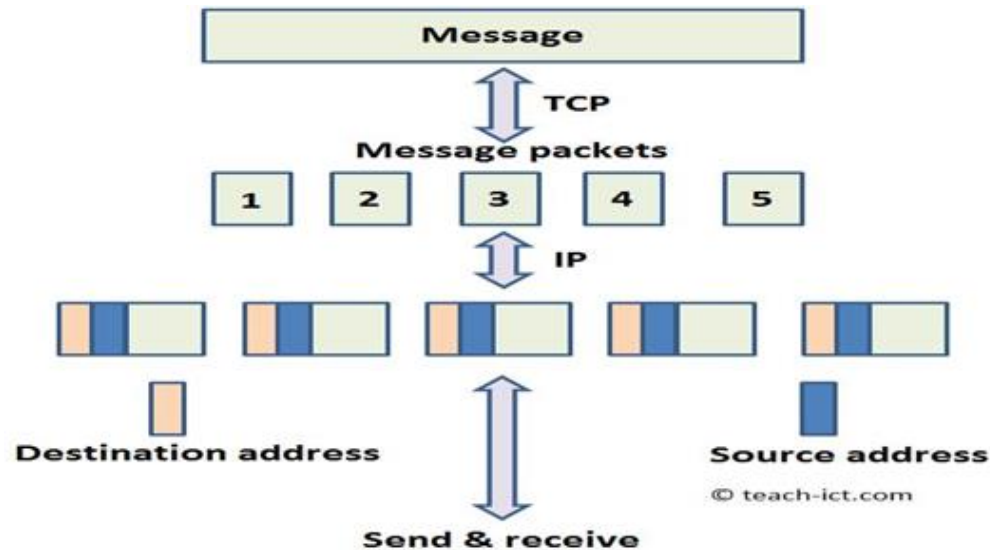 Message
TCP
Message packets
1 2 3 4 5
IP
Destination address
Source address
© teach-ict.com
Send & receive